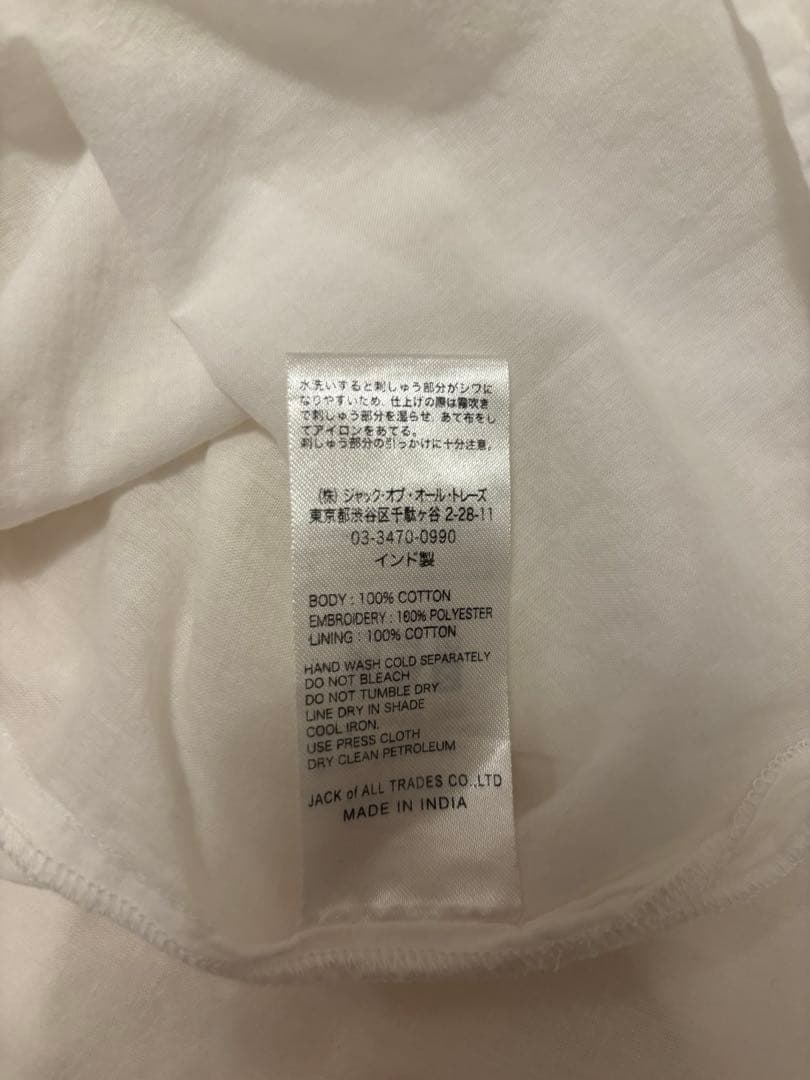 水洗いすると刺しゅう部分がシワに
なりやすいため、仕上げの際は霧吹き
で刺しゅう部分を湿らせ、あて布をし
てアイロンをあてる。
刺しゅう部分の引っかけに十分注意。
（株）ジャック・オブ・オール・トレーズ
東京都渋谷区千駄ヶ谷 2-28-11
03-3470-0990
インド製
BODY : 100% COTTON
EMBROIDERY : 100% POLYESTER
LINING : 100% COTTON
HAND WASH COLD SEPARATELY
DO NOT BLEACH
DO NOT TUMBLE DRY
LINE DRY IN SHADE
COOL IRON.
USE PRESS CLOTH
DRY CLEAN PETROLEUM
JACK of ALL TRADES CO.,LTD
MADE IN INDIA